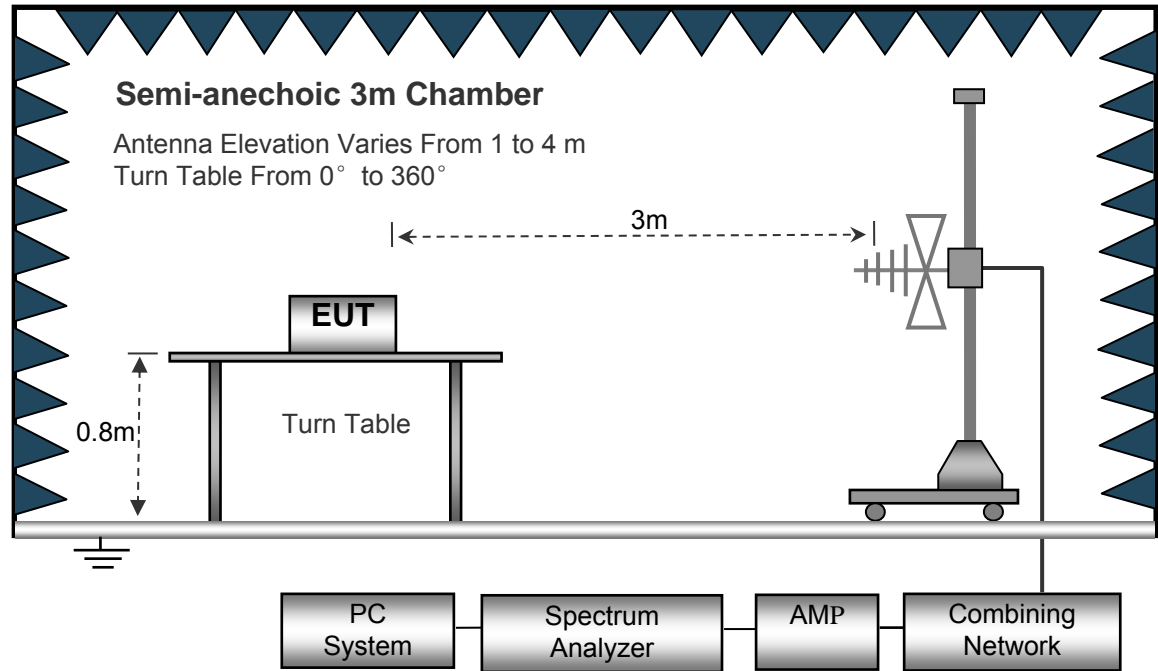 Semi-anechoic 3m Chamber
Antenna Elevation Varies From 1 to 4 m
Turn Table From 0° to 360°
3m
EUT
0.8m
Turn Table
PC
System
Spectrum
Analyzer
AMP
Combining
Network